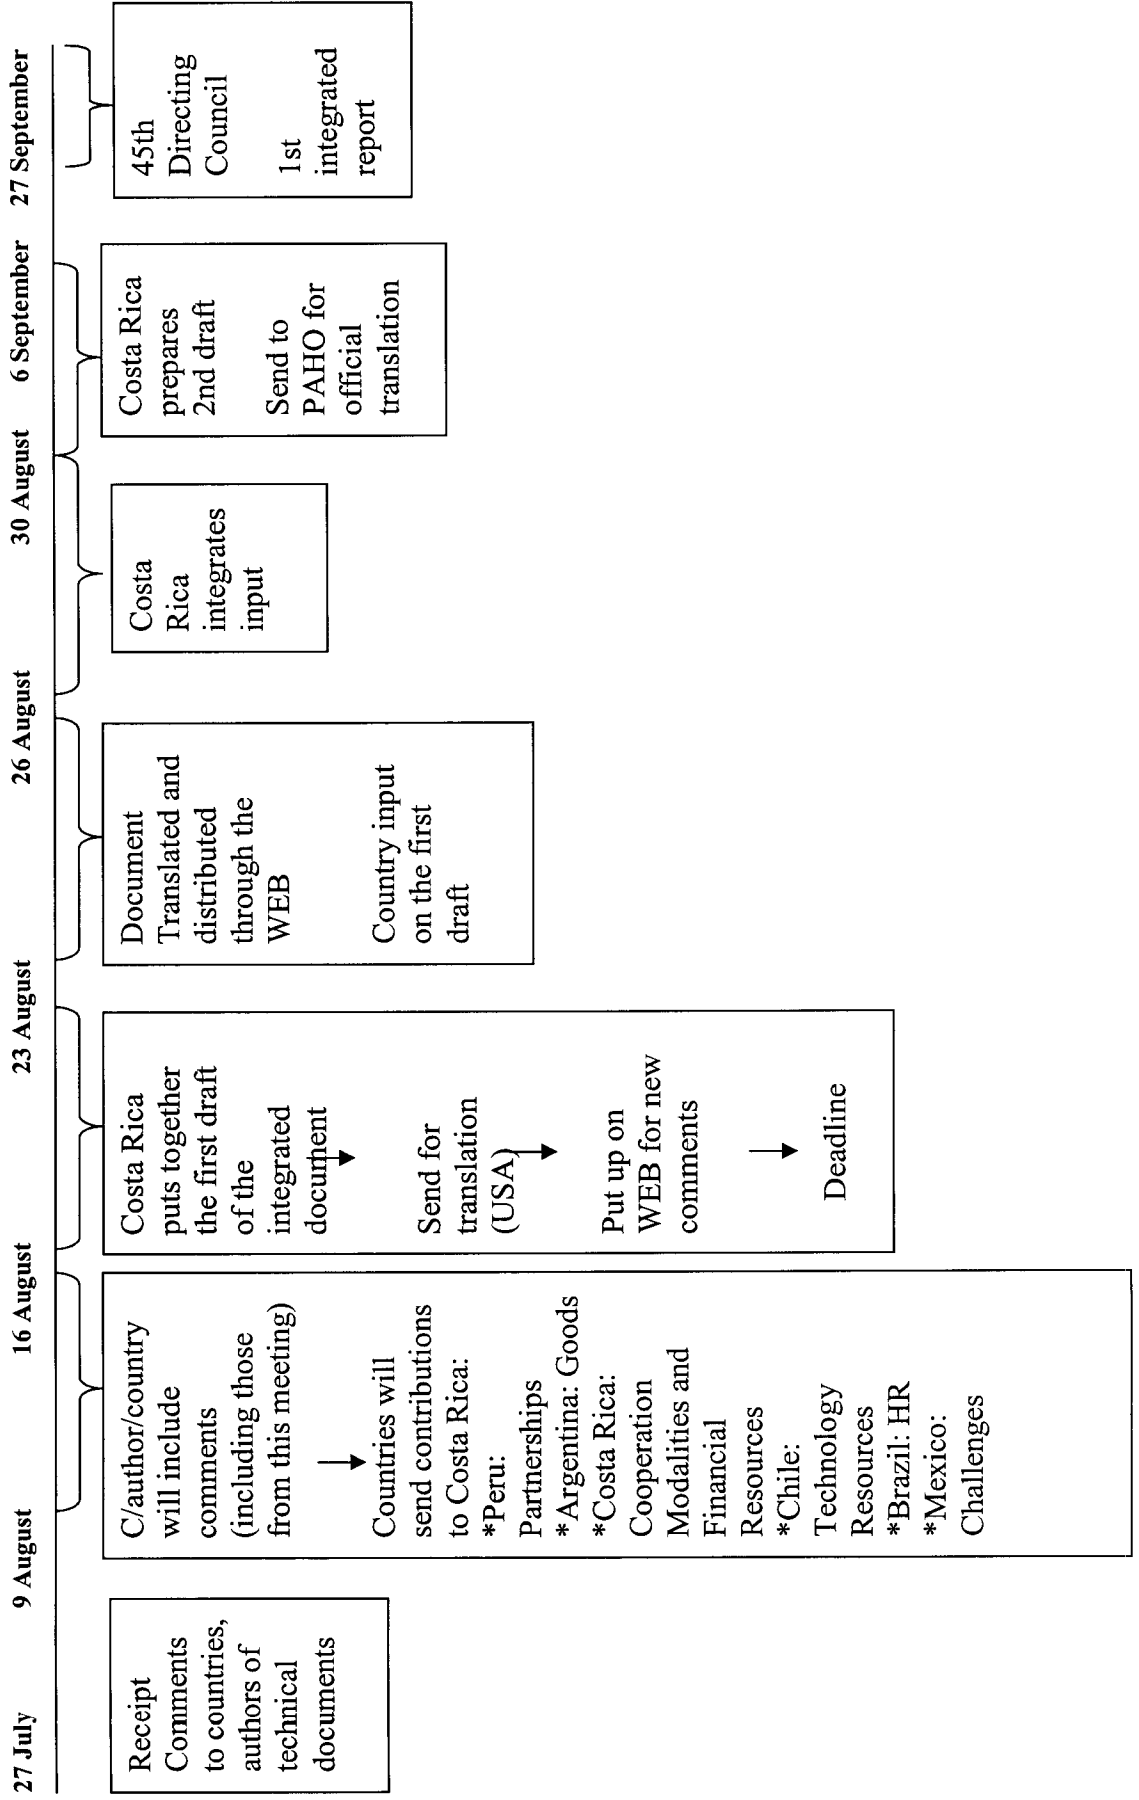 27 July 9 August 16 August 23 August 26 August 30 August 6 September 27 September
Receipt
Comments
to countries,
authors of
technical
documents
C/author/country
will include
comments
(including those
from this meeting)
Countries will
send contributions
to Costa Rica:
*Peru:
Partnerships
*Argentina: Goods
*Costa Rica:
Cooperation
Modalities and
Financial
Resources
*Chile:
Technology
Resources
*Brazil: HR
*Mexico:
Challenges
Costa Rica
puts together
the first draft
of the
integrated
document
Send for
translation
(USA)
Put up on
WEB for new
comments
Deadline
Document
Translated and
distributed
through the
WEB
Country input
on the first
draft
Costa
Rica
integrates
input
Costa Rica
prepares
2nd draft
Send to
PAHO for
official
translation
45th
Directing
Council
1st
integrated
report